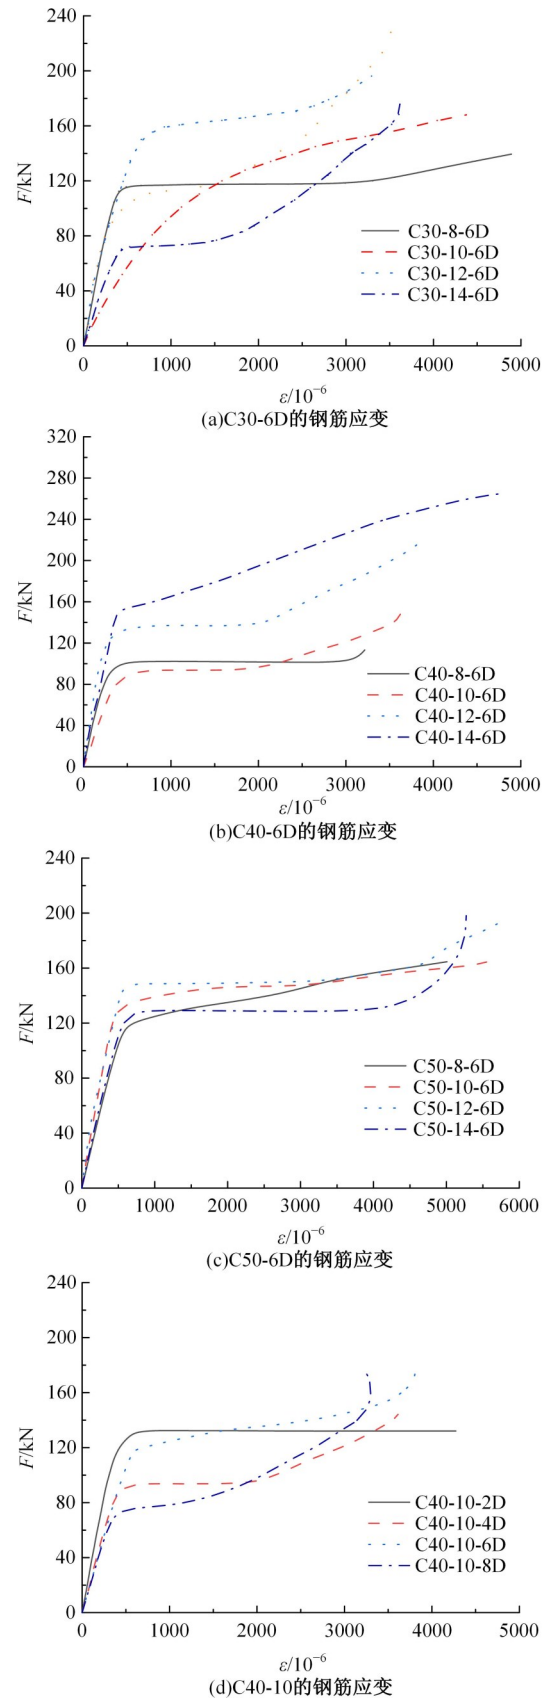 240
200
160
120
80
40
0
F/kN
C30-8-6D
C30-10-6D
C30-12-6D
C30-14-6D
0 1000 2000 3000 4000 5000
ε/10⁻⁶
(a)C30-6D的钢筋应变
320
280
240
200
160
120
80
40
0
F/kN
C40-8-6D
C40-10-6D
C40-12-6D
C40-14-6D
0 1000 2000 3000 4000 5000
ε/10⁻⁶
(b)C40-6D的钢筋应变
240
200
160
120
80
40
0
F/kN
C50-8-6D
C50-10-6D
C50-12-6D
C50-14-6D
0 1000 2000 3000 4000 5000 6000
ε/10⁻⁶
(c)C50-6D的钢筋应变
240
200
160
120
80
40
0
F/kN
C40-10-2D
C40-10-4D
C40-10-6D
C40-10-8D
0 1000 2000 3000 4000 5000
ε/10⁻⁶
(d)C40-10的钢筋应变